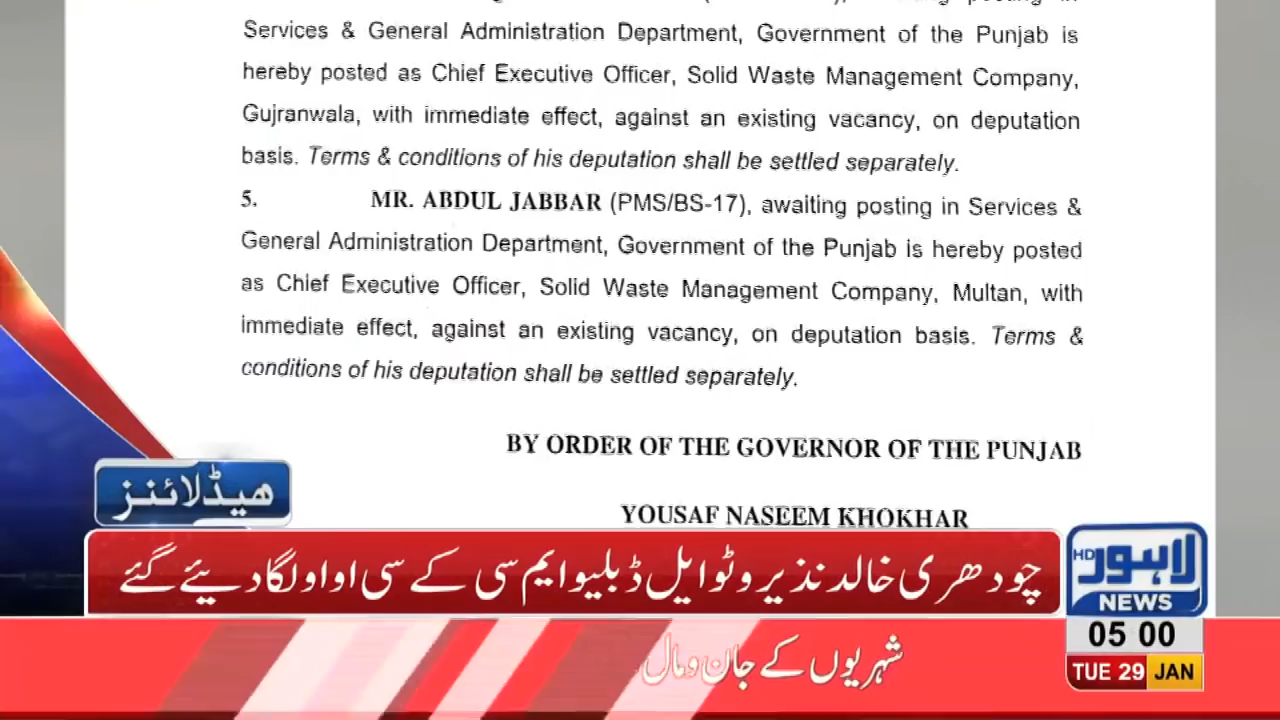 Services & General Administration Department, Government of the Punjab is
hereby posted as Chief Executive Officer, Solid Waste Management Company,
Gujranwala, with immediate effect, against an existing vacancy, on deputation
basis. Terms & conditions of his deputation shall be settled separately.
5. MR. ABDUL JABBAR (PMS/BS-17), awaiting posting in Services &
General Administration Department, Government of the Punjab is hereby posted
as Chief Executive Officer, Solid Waste Management Company, Multan, with
immediate effect, against an existing vacancy, on deputation basis. Terms &
conditions of his deputation shall be settled separately.
BY ORDER OF THE GOVERNOR OF THE PUNJAB
YOUSAF NASEEM KHOKHAR
ھیڈلائنز
چودھری خالد نذیر وٹو ایل ڈبلیو ایم سی کے سی او او لگا دیئے گئے
HD لاہور
NEWS
05 00
TUE 29 JAN
شہریوں کے جان و مال